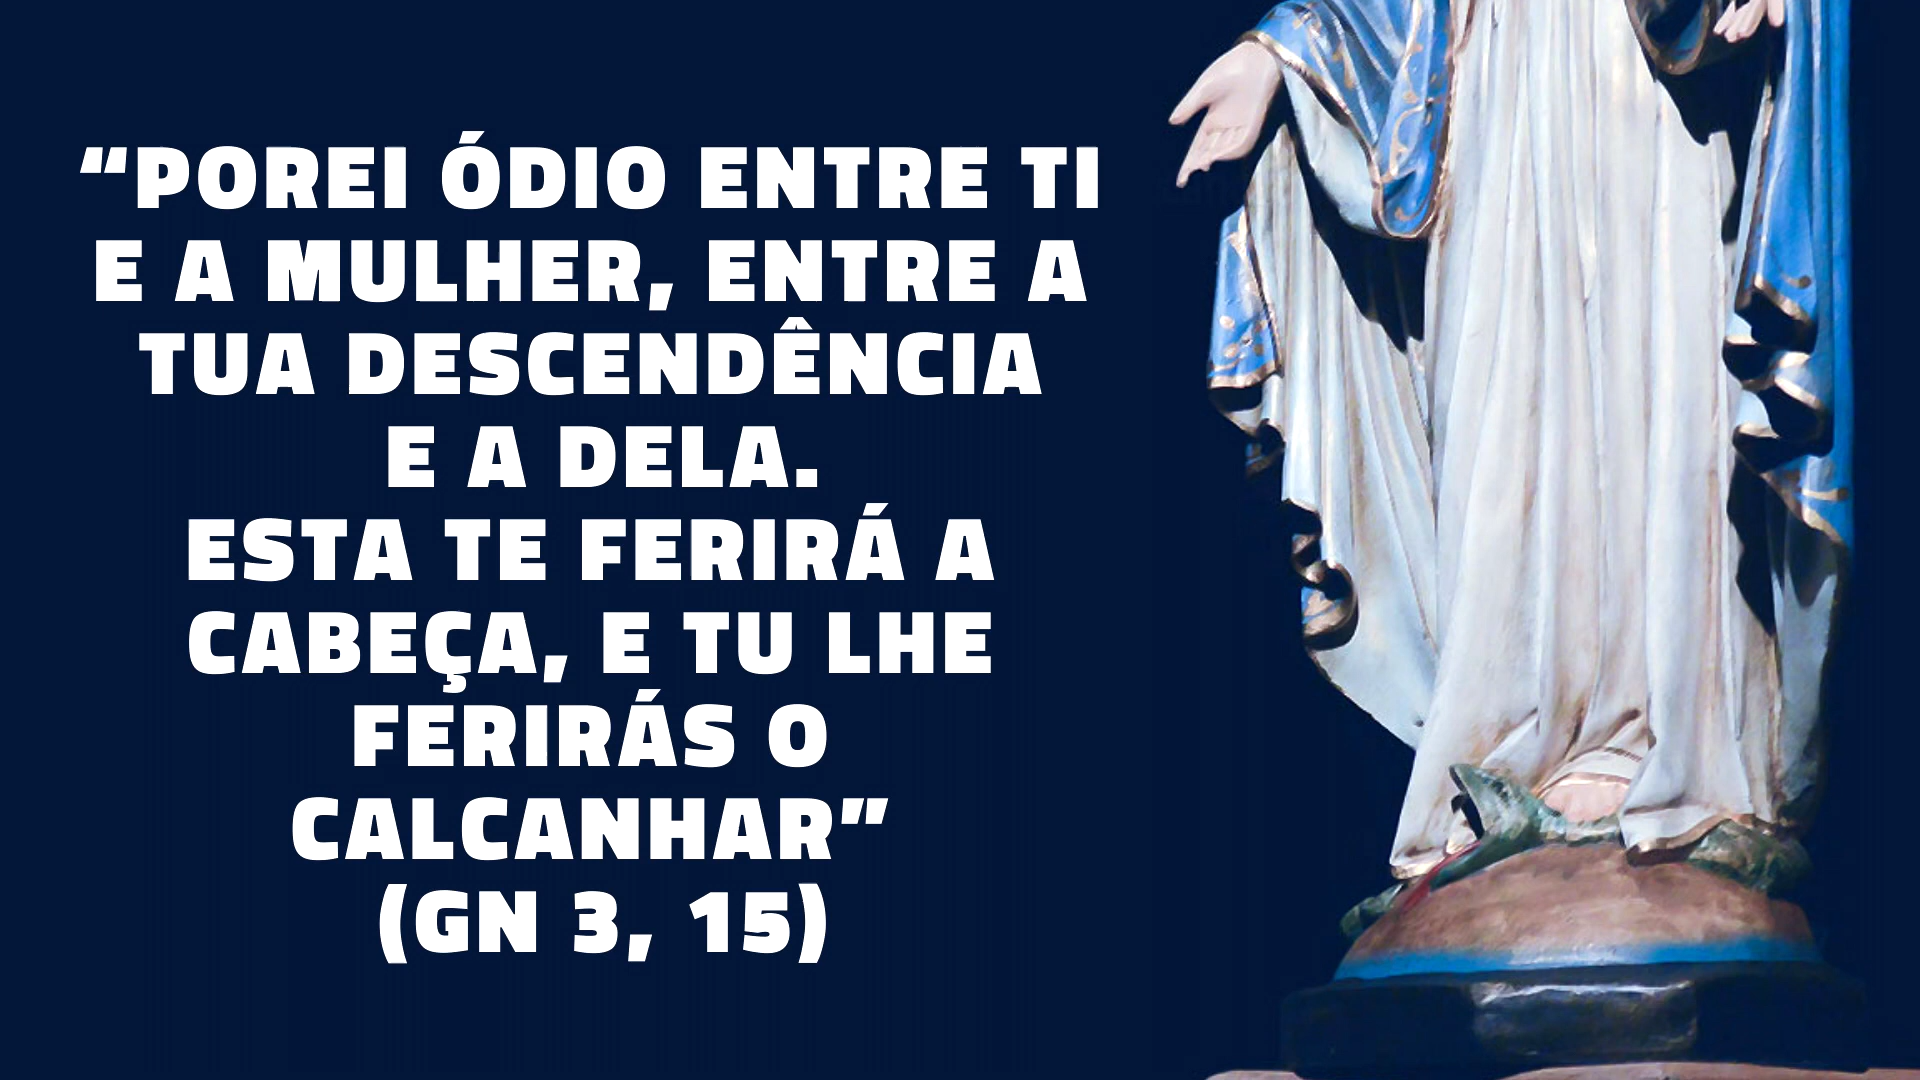 “POREI ÓDIO ENTRE TI
E A MULHER, ENTRE A
TUA DESCENDÊNCIA
E A DELA.
ESTA TE FERIRÁ A
CABEÇA, E TU LHE
FERIRÁS O
CALCANHAR”
(GN 3, 15)